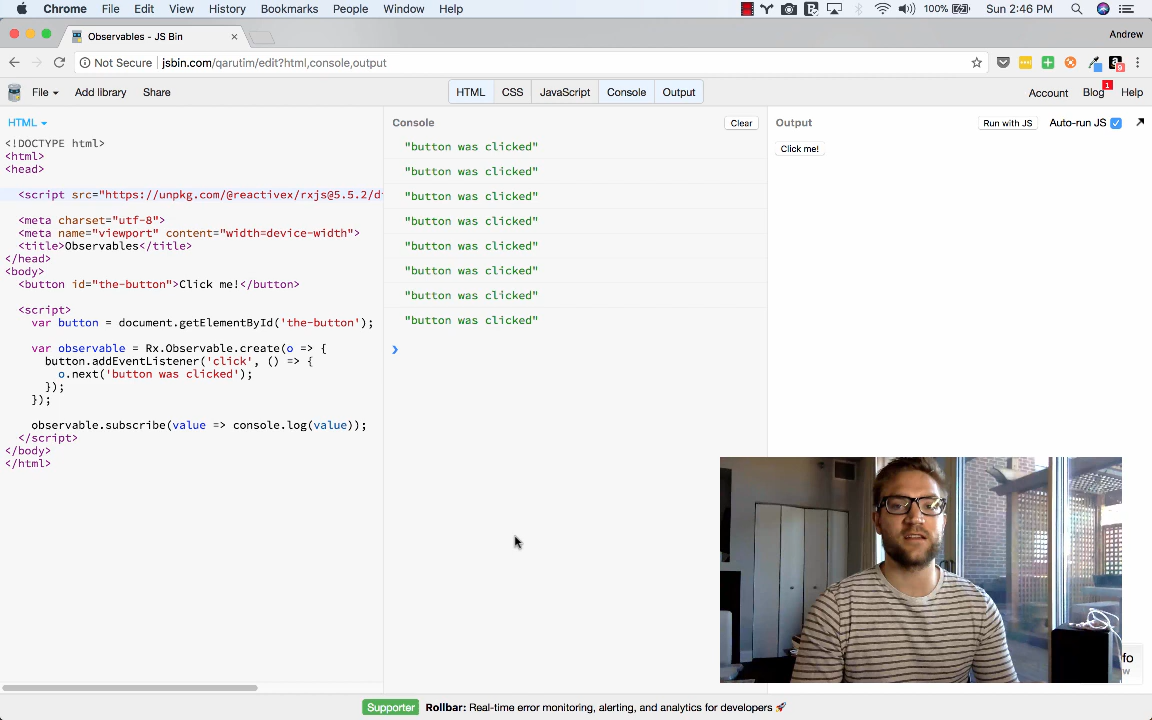 Chrome File Edit View History Bookmarks People Window Help 100% Sun 2:46 PM
Observables - JS Bin Andrew
Not Secure jsbin.com/qarutim/edit?html,console,output
File Add library Share HTML CSS JavaScript Console Output Account Blog 1 Help
HTML
<!DOCTYPE html>
<html>
<head>
<script src="https://unpkg.com/@reactivex/rxjs@5.5.2/d
<meta charset="utf-8">
<meta name="viewport" content="width=device-width">
<title>Observables</title>
</head>
<body>
<button id="the-button">Click me!</button>
<script>
var button = document.getElementById('the-button');
var observable = Rx.Observable.create(o => {
button.addEventListener('click', () => {
o.next('button was clicked');
});
});
observable.subscribe(value => console.log(value));
</script>
</body>
</html>
Console Clear
"button was clicked"
"button was clicked"
"button was clicked"
"button was clicked"
"button was clicked"
"button was clicked"
"button was clicked"
"button was clicked"
Output Run with JS Auto-run JS
Click me!
fo
Supporter Rollbar: Real-time error monitoring, alerting, and analytics for developers 🚀